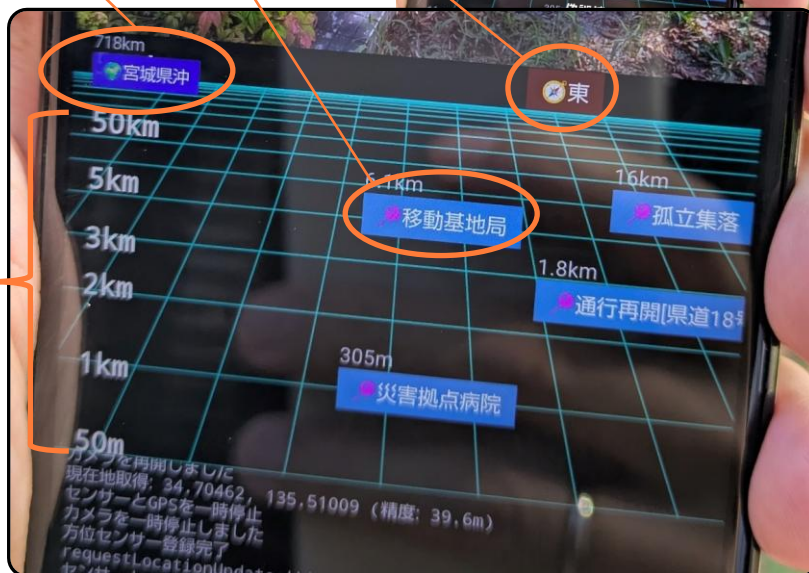 718km
宮城県沖
東
50km
5km
6.1km
移動基地局
16km
孤立集落
3km
2km
1.8km
通行再開[県道18
1km
305m
災害拠点病院
50m
カメラを再開しました
現在地取得: 34.70462, 135.51009 (精度: 39.6m)
センサーとGPSを一時停止
カメラを一時停止しました
方位センサー登録完了
requestLocationUpdate